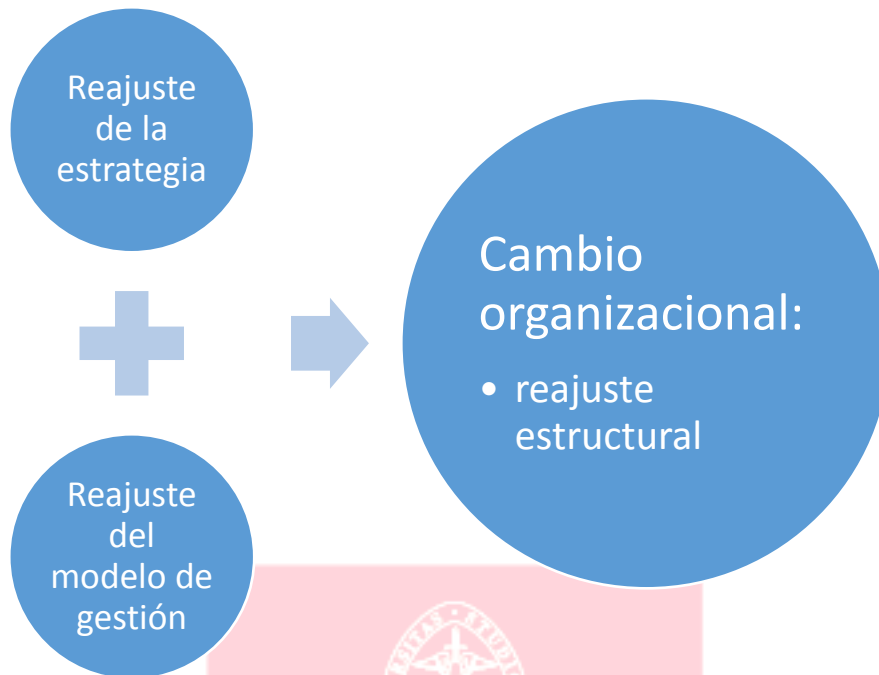 Reajuste
de la
estrategia
Cambio
organizacional:
• reajuste
estructural
Reajuste
del
modelo de
gestión